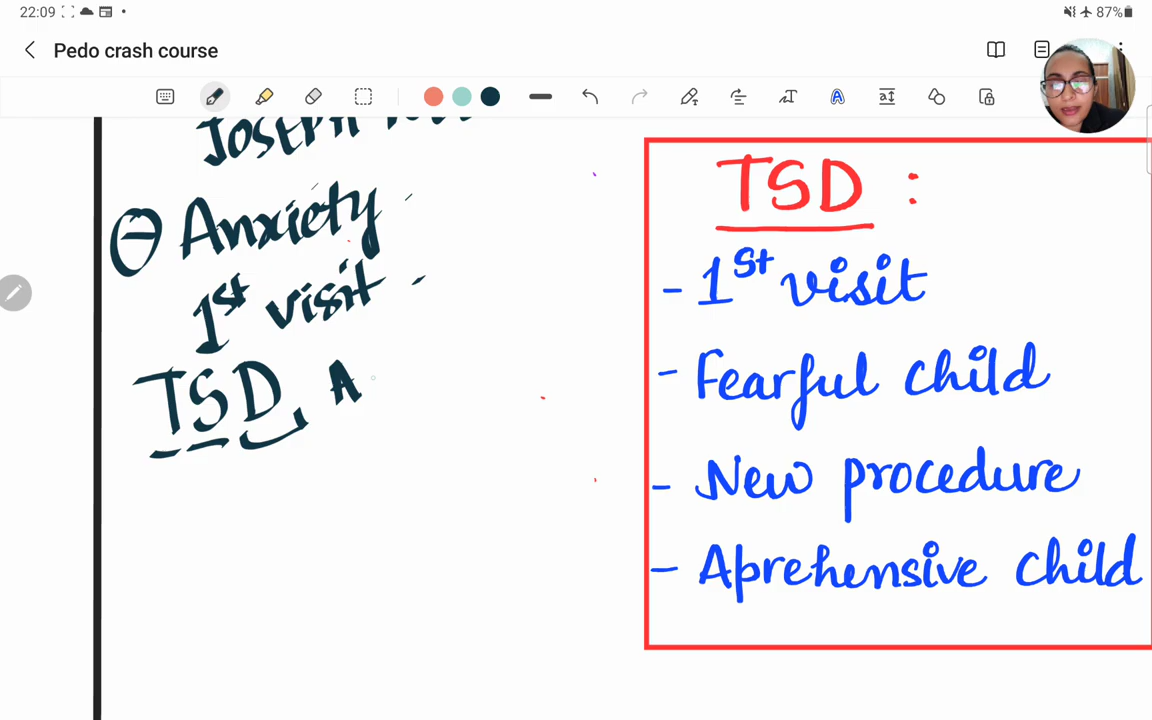 22:09
87%
Pedo crash course
Joseph
⊖ Anxiety
1st visit
TSD, A
TSD :
- 1st visit
- Fearful child
- New procedure
- Aprehensive child